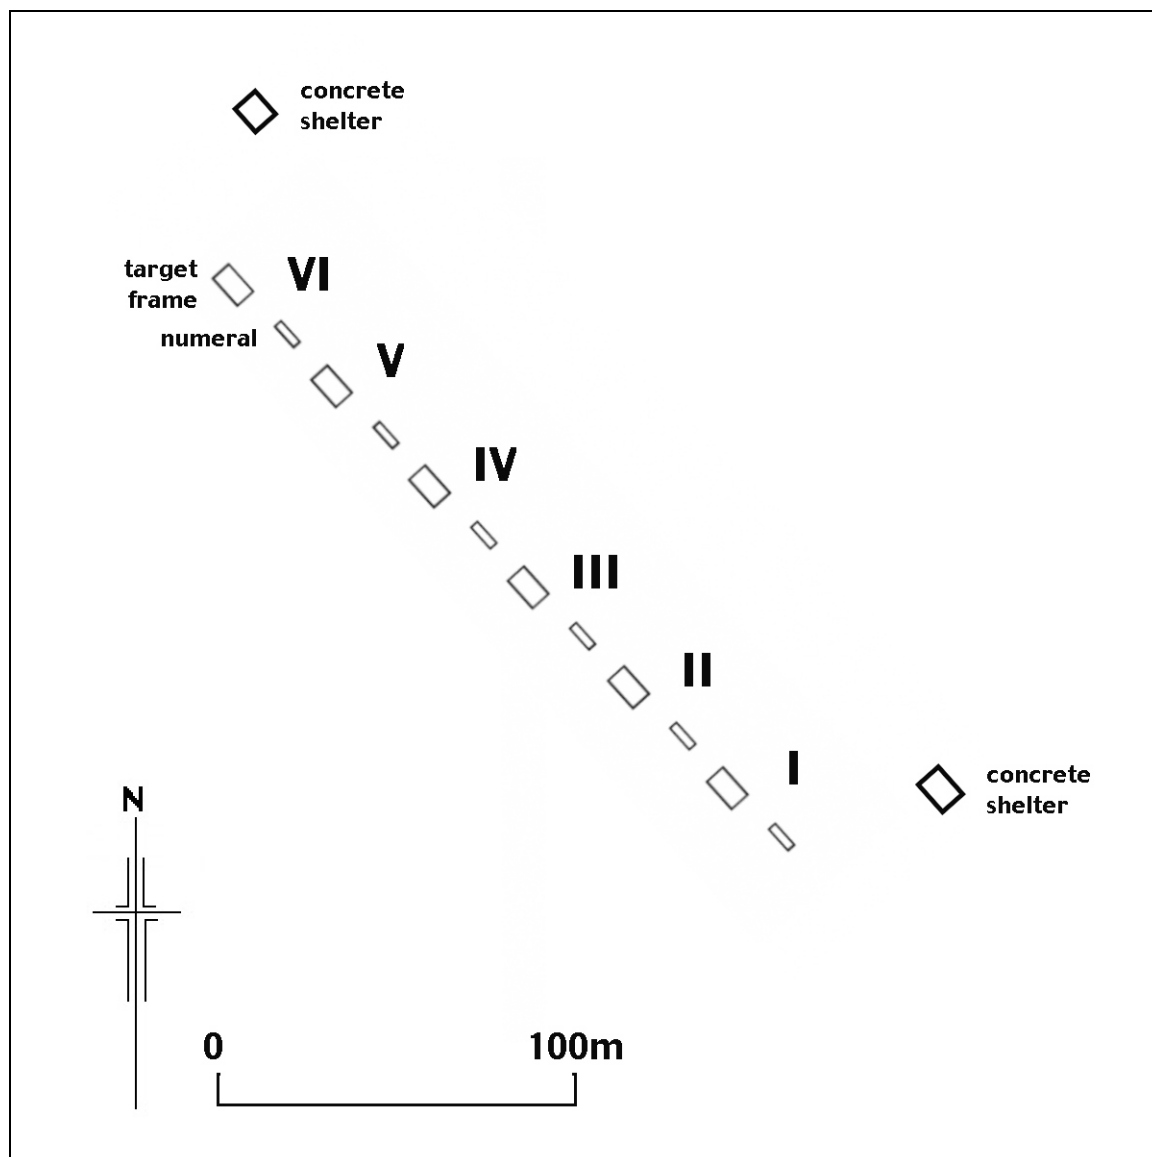 concrete
shelter
target
frame
VI
numeral
V
IV
III
II
I
concrete
shelter
N
0
100m